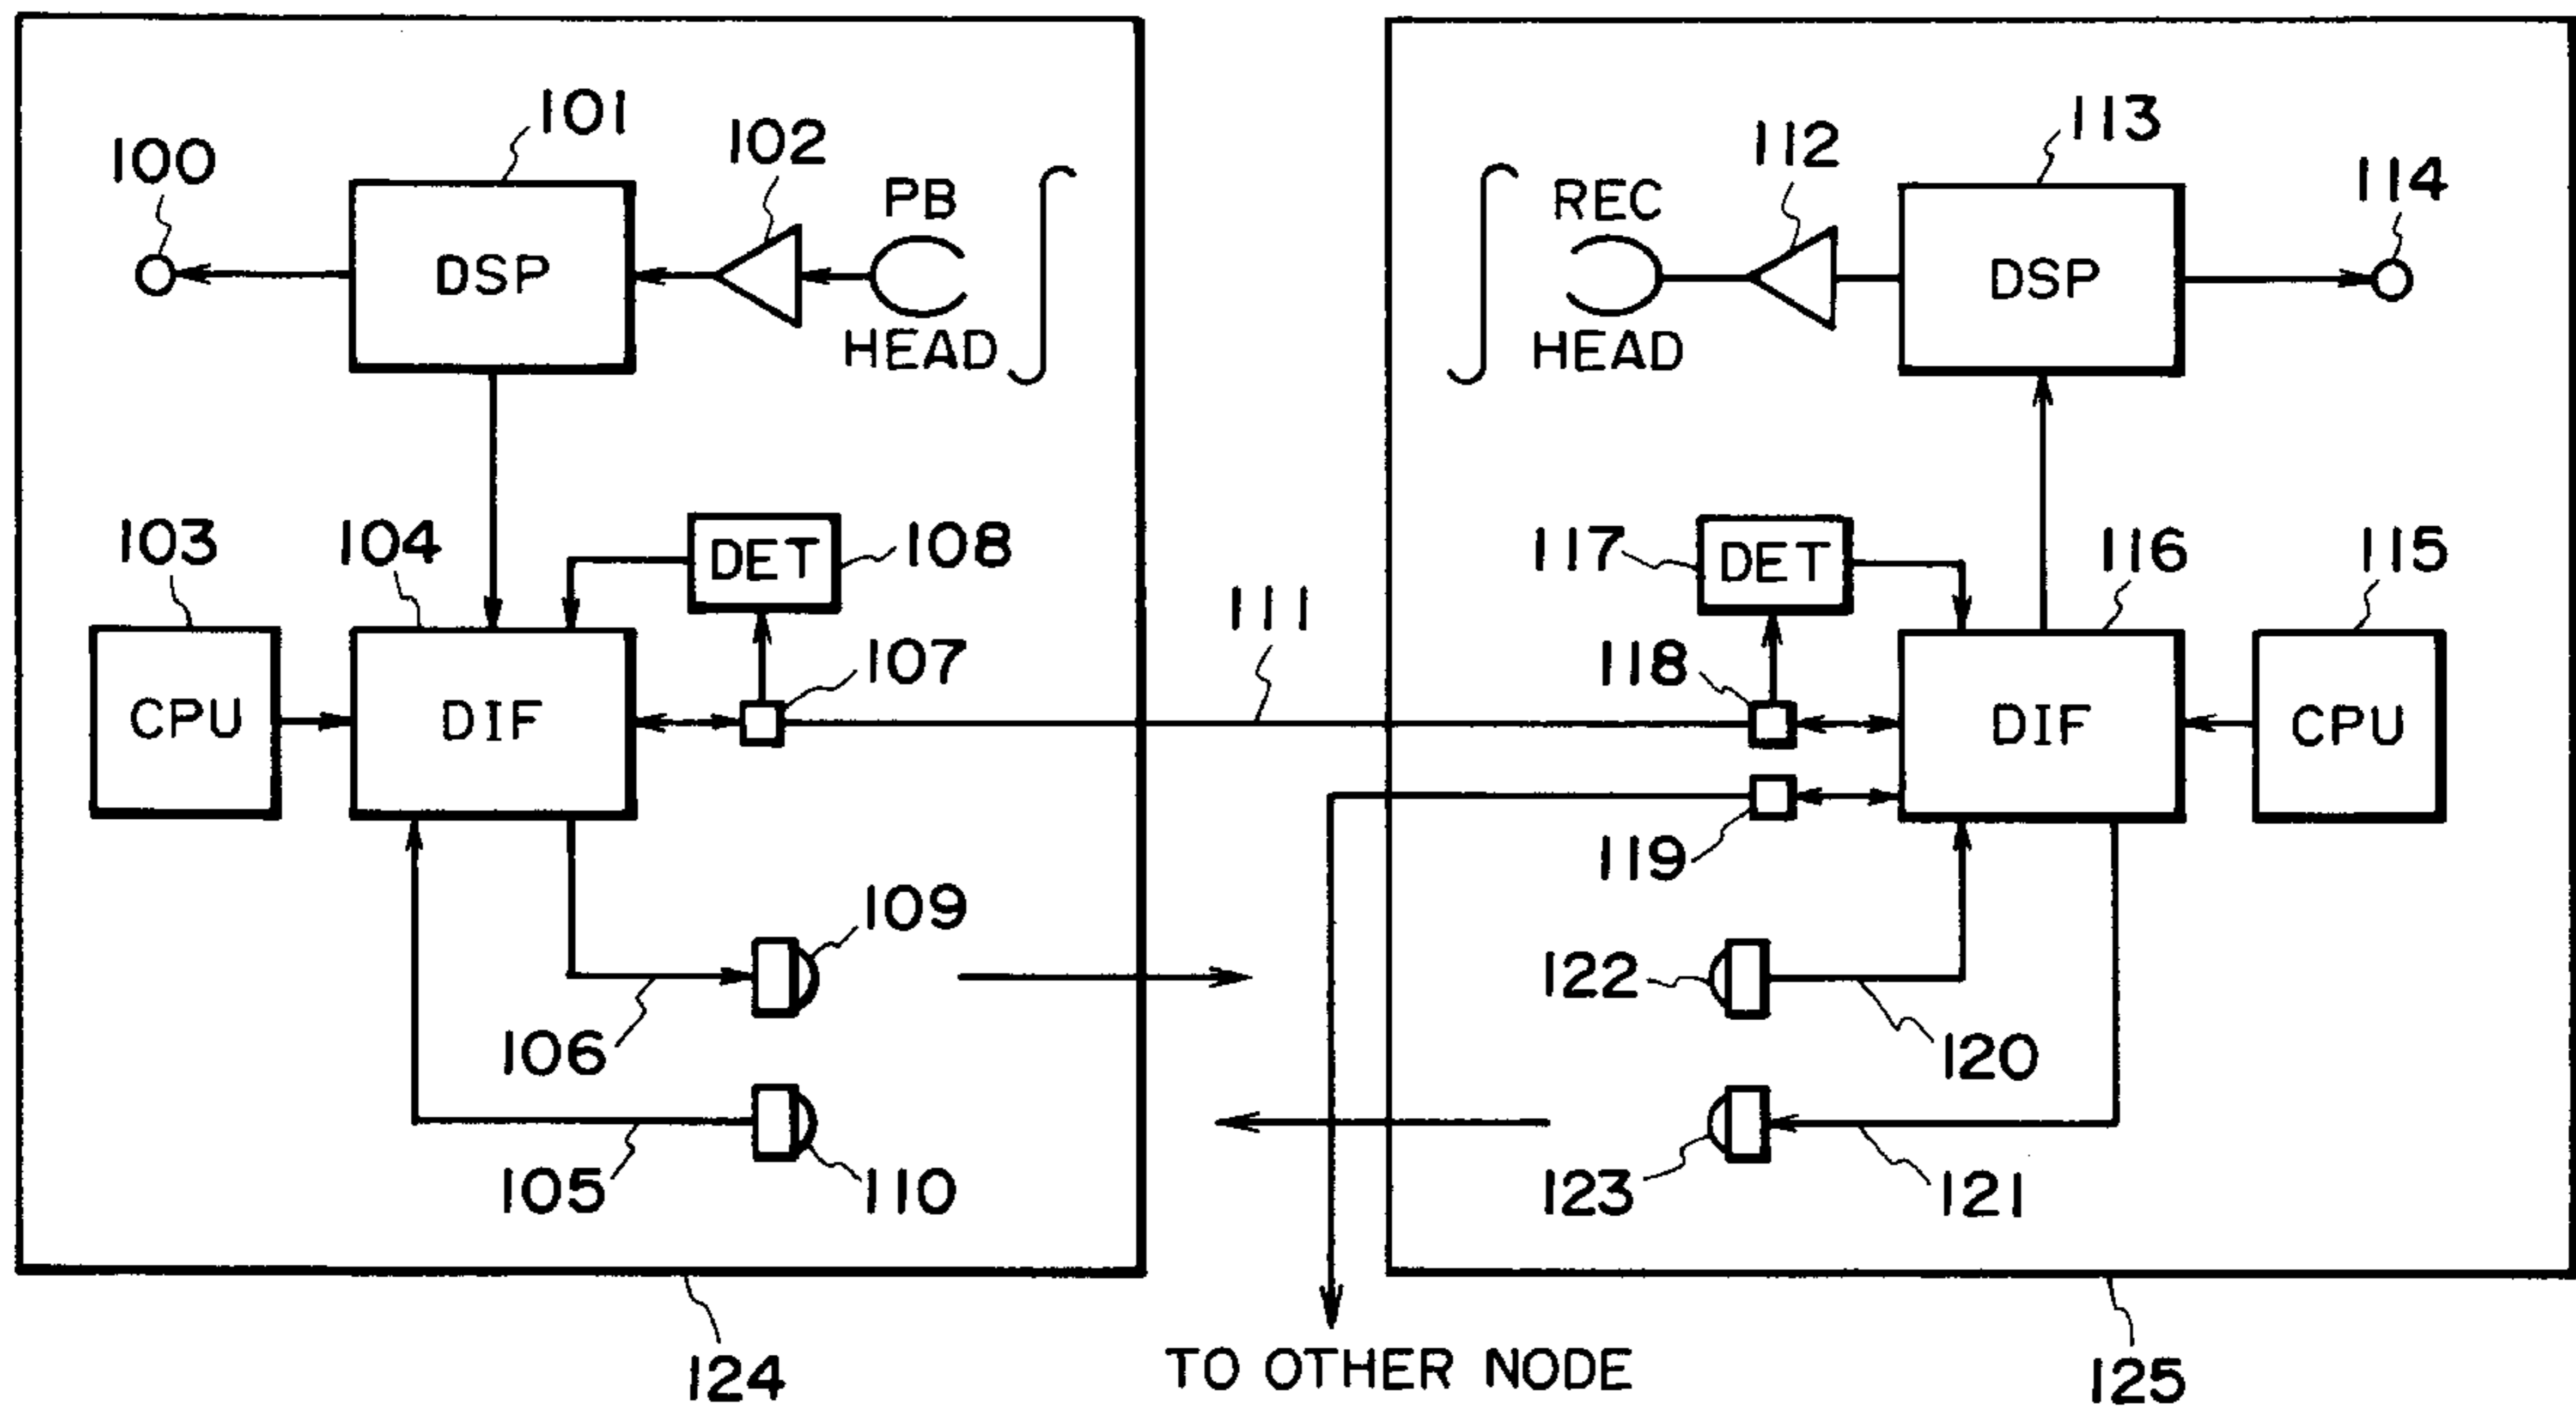 100
101
102
PB
HEAD
DSP
103
104
DET
108
107
CPU
DIF
109
106
105
110
124
111
REC
HEAD
112
113
114
DSP
117
DET
116
115
118
DIF
CPU
119
122
120
123
121
TO OTHER NODE
125